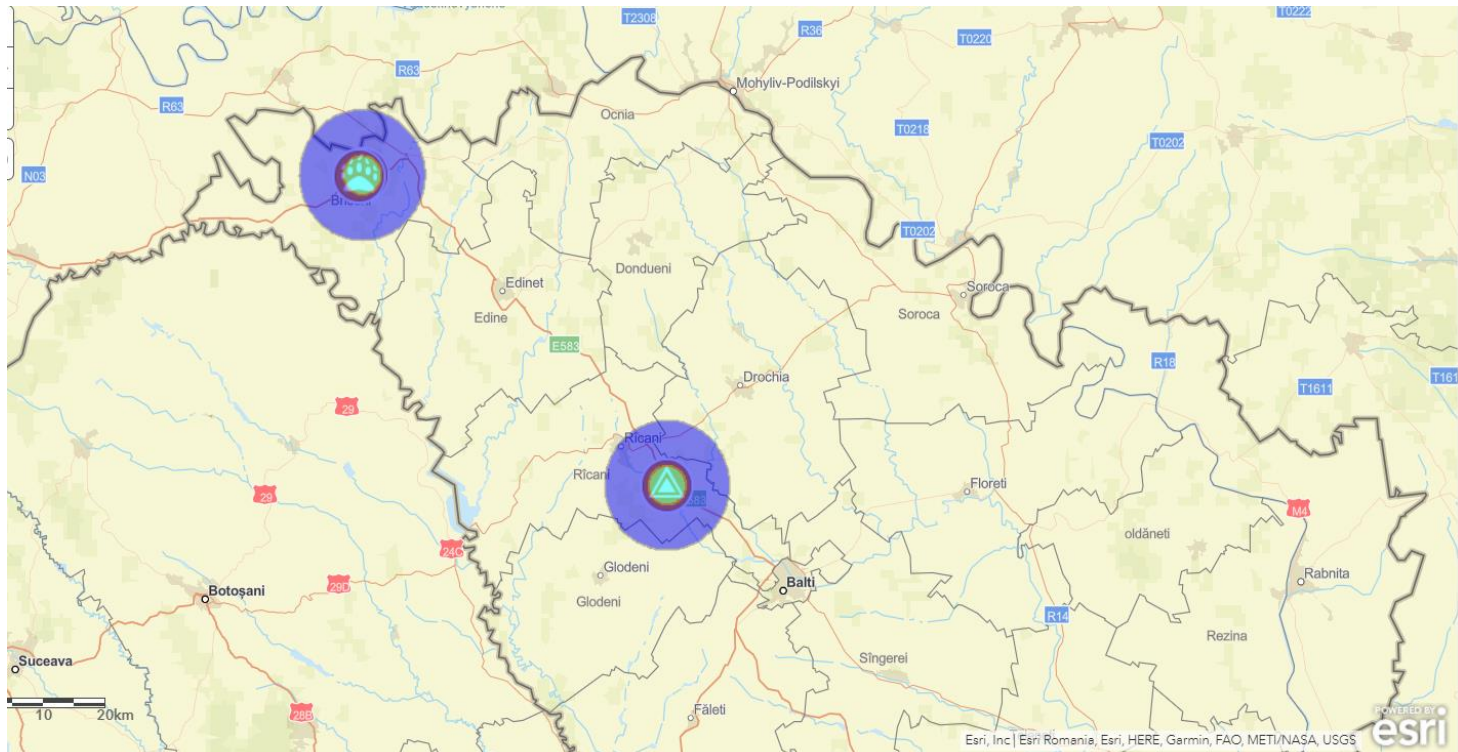 T2308
T0222
R36
T0220
R63
Mohyliv-Podilskyi
R63
Ocnia
T0218
T0202
N03
T0202
Edinet
Dondueni
Soroca
Edine
Soroca
E583
R18
T1611
Drochia
29
Rîcani
Rîcani
29
Floreti
M4
oldăneti
24C
Glodeni
Rabnita
Balti
29D
Botoșani
Glodeni
R14
Rezina
Sîngerei
Suceava
10
20km
28B
Făleti
POWERED BY
esri
Esri, Inc | Esri Romania, Esri, HERE, Garmin, FAO, METI/NASA, USGS